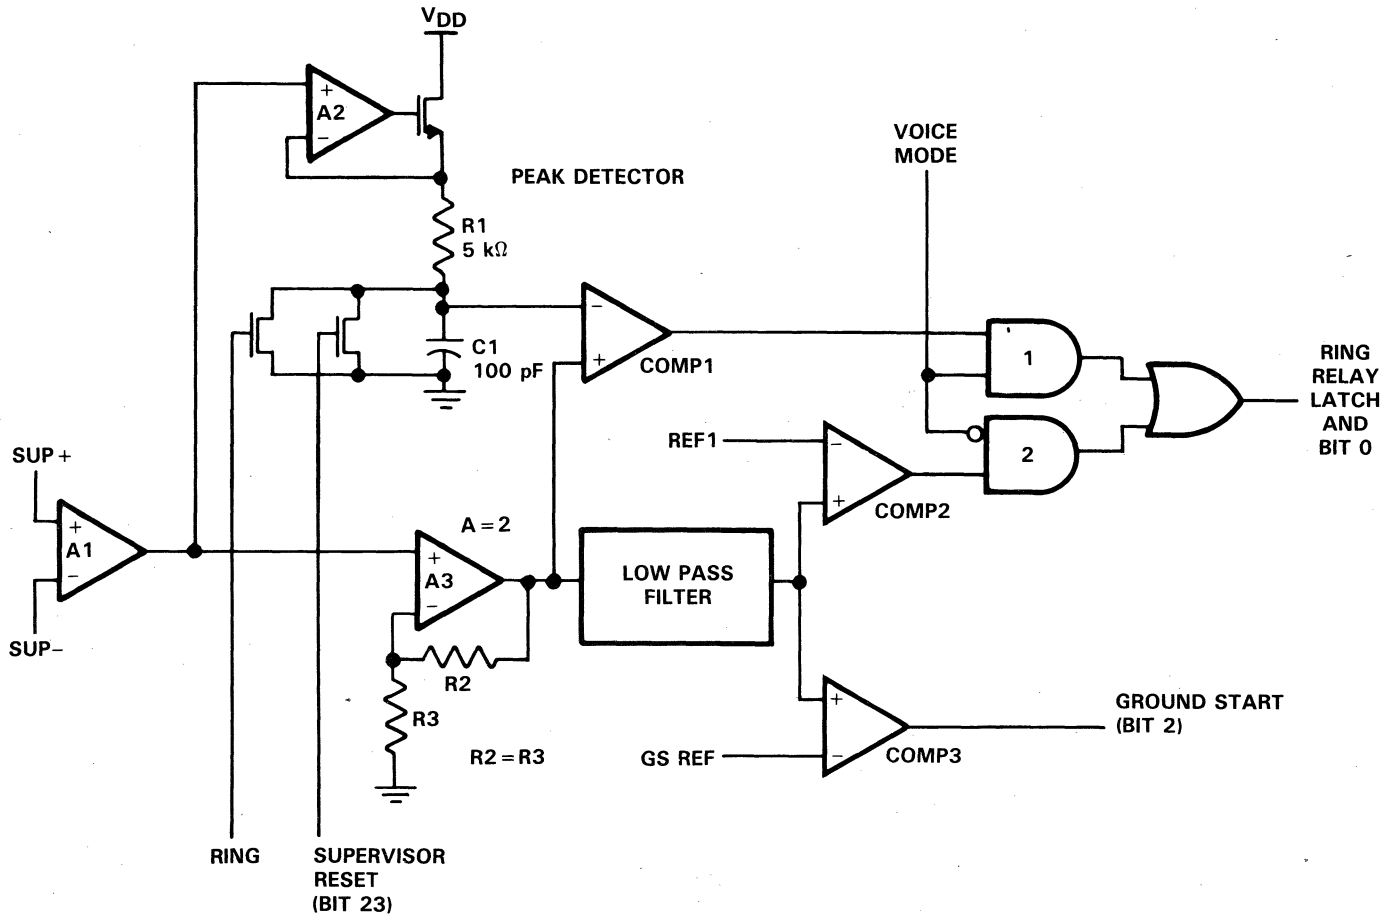 VDD
+
A2
−
PEAK DETECTOR
R1
5 kΩ
VOICE
MODE
−
+
COMP1
C1
100 pF
1
2
RING
RELAY
LATCH
AND
BIT 0
REF1
−
+
COMP2
SUP+
+
A1
−
SUP−
A=2
+
A3
−
LOW PASS
FILTER
R2
R3
R2=R3
+
−
COMP3
GS REF
GROUND START
(BIT 2)
RING
SUPERVISOR
RESET
(BIT 23)